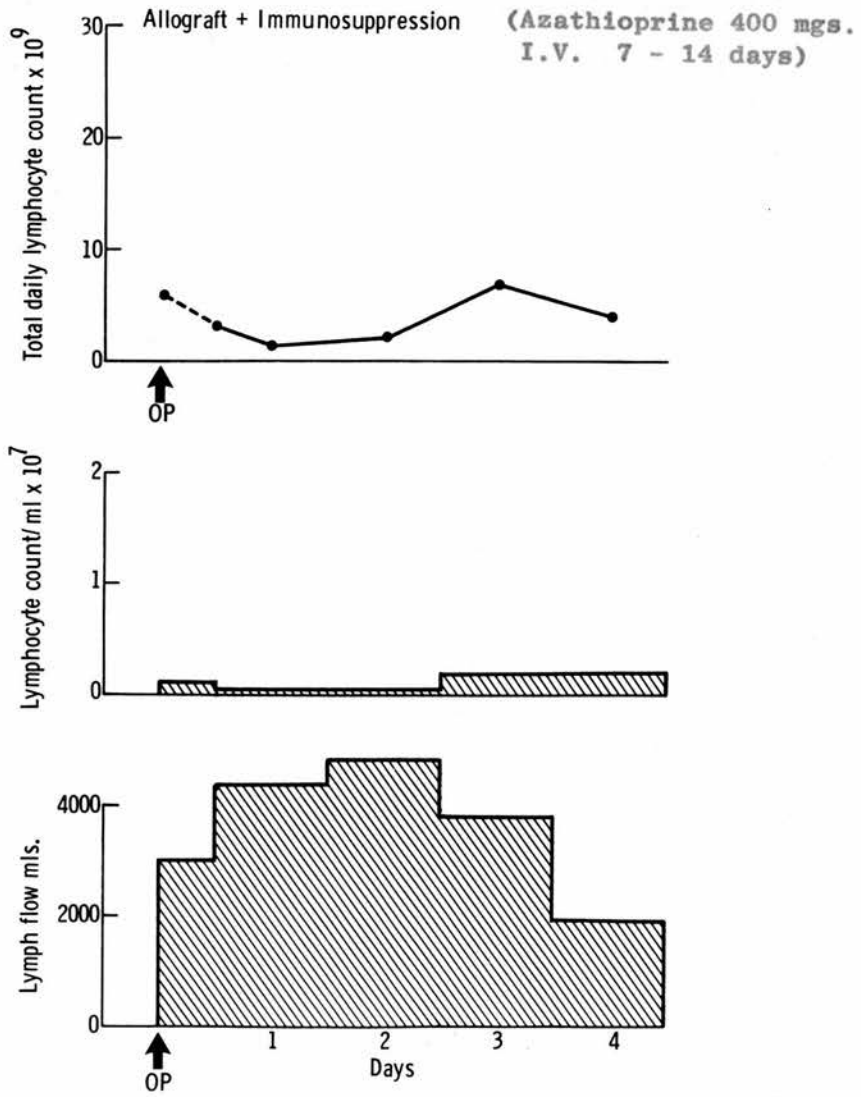 Allograft + Immunosuppression
(Azathioprine 400 mgs.
I.V. 7 - 14 days)
Total daily lymphocyte count x 10⁹
30
20
10
0
OP
Lymphocyte count/ml x 10⁷
2
1
0
Lymph flow mls.
4000
2000
0
1 2 3 4
Days
OP